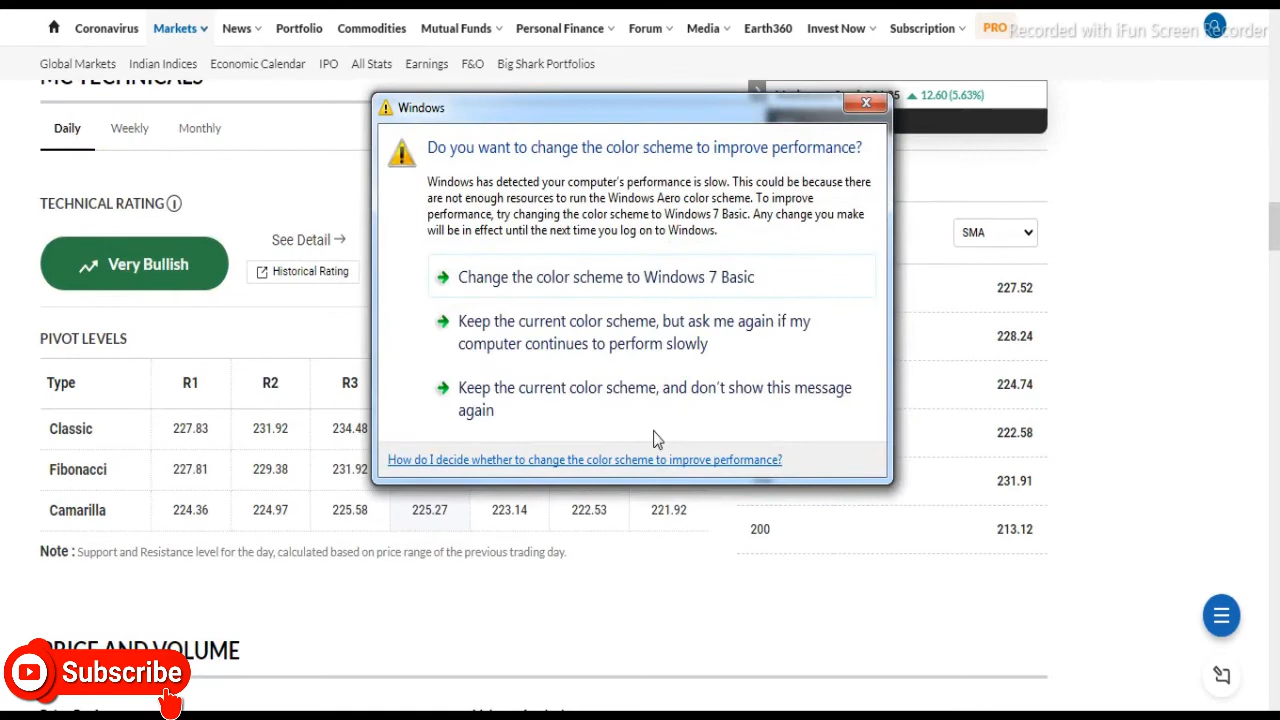 Coronavirus Markets News Portfolio Commodities Mutual Funds Personal Finance Forum Media Earth360 Invest Now Subscription PRO
Recorded with iFun Screen Recorder
Global Markets Indian Indices Economic Calendar IPO All Stats Earnings F&O Big Shark Portfolios
MC TECHNICALS
12.60 (5.63%)
Daily Weekly Monthly
TECHNICAL RATING
Very Bullish
See Detail
Historical Rating
PIVOT LEVELS
Type R1 R2 R3
Classic 227.83 231.92 234.48
Fibonacci 227.81 229.38 231.92
Camarilla 224.36 224.97 225.58 225.27 223.14 222.53 221.92
Note : Support and Resistance level for the day, calculated based on price range of the previous trading day.
Windows
Do you want to change the color scheme to improve performance?
Windows has detected your computer's performance is slow. This could be because there
are not enough resources to run the Windows Aero color scheme. To improve
performance, try changing the color scheme to Windows 7 Basic. Any change you make
will be in effect until the next time you log on to Windows.
Change the color scheme to Windows 7 Basic
Keep the current color scheme, but ask me again if my
computer continues to perform slowly
Keep the current color scheme, and don't show this message
again
How do I decide whether to change the color scheme to improve performance?
SMA
227.52
228.24
224.74
222.58
231.91
200 213.12
PRICE AND VOLUME
Subscribe